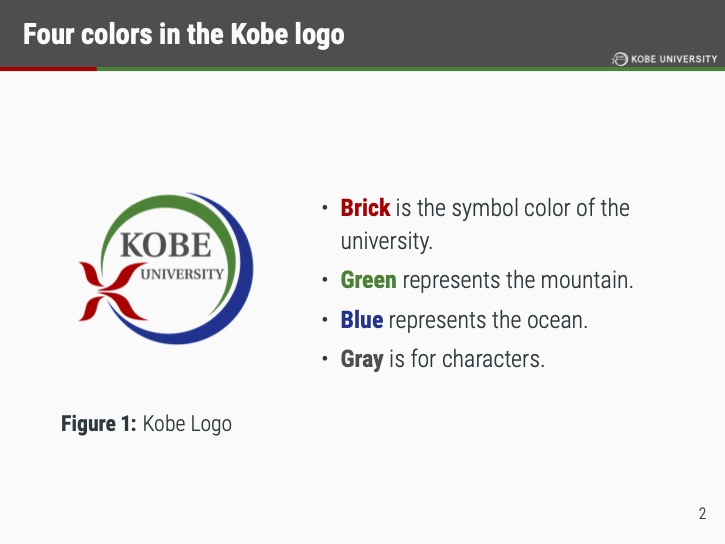 Four colors in the Kobe logo
KOBE UNIVERSITY
KOBE
UNIVERSITY
• Brick is the symbol color of the
university.
• Green represents the mountain.
• Blue represents the ocean.
• Gray is for characters.
Figure 1: Kobe Logo
2